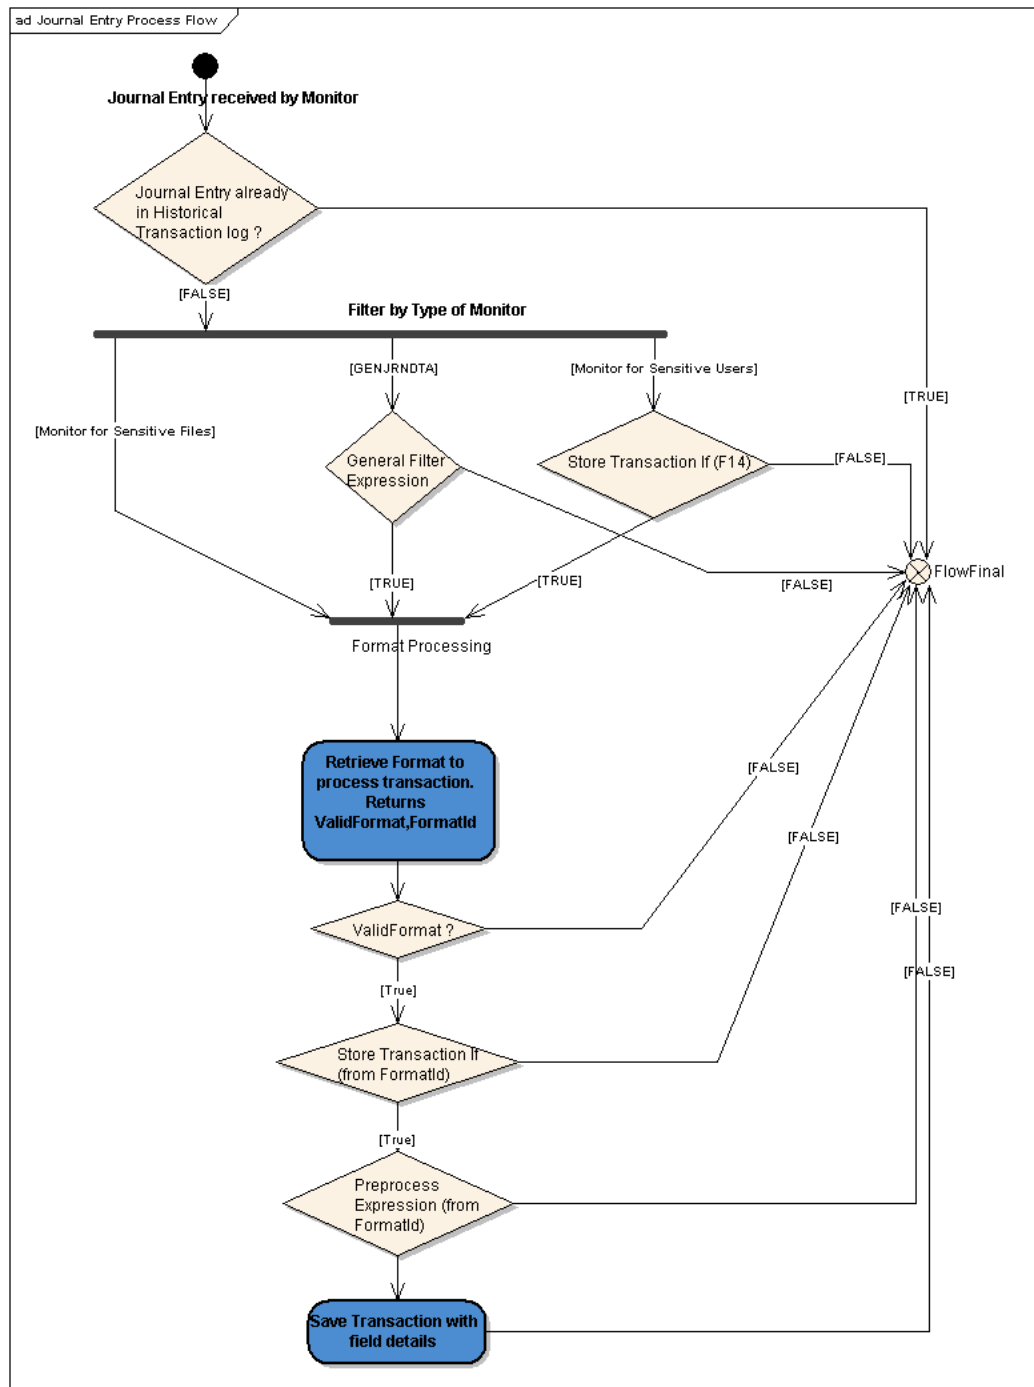 ad Journal Entry Process Flow
Journal Entry received by Monitor
Journal Entry already
in Historical
Transaction log ?
[FALSE]
Filter by Type of Monitor
[GENJRNDTA]
[Monitor for Sensitive Users]
[TRUE]
[Monitor for Sensitive Files]
General Filter
Expression
Store Transaction If (F14)
[FALSE]
[TRUE]
[TRUE]
[FALSE]
FlowFinal
Format Processing
Retrieve Format to
process transaction.
Returns
ValidFormat,FormatId
[FALSE]
[FALSE]
ValidFormat ?
[FALSE]
[FALSE]
[True]
Store Transaction If
(from FormatId)
[True]
Preprocess
Expression (from
FormatId)
Save Transaction with
field details